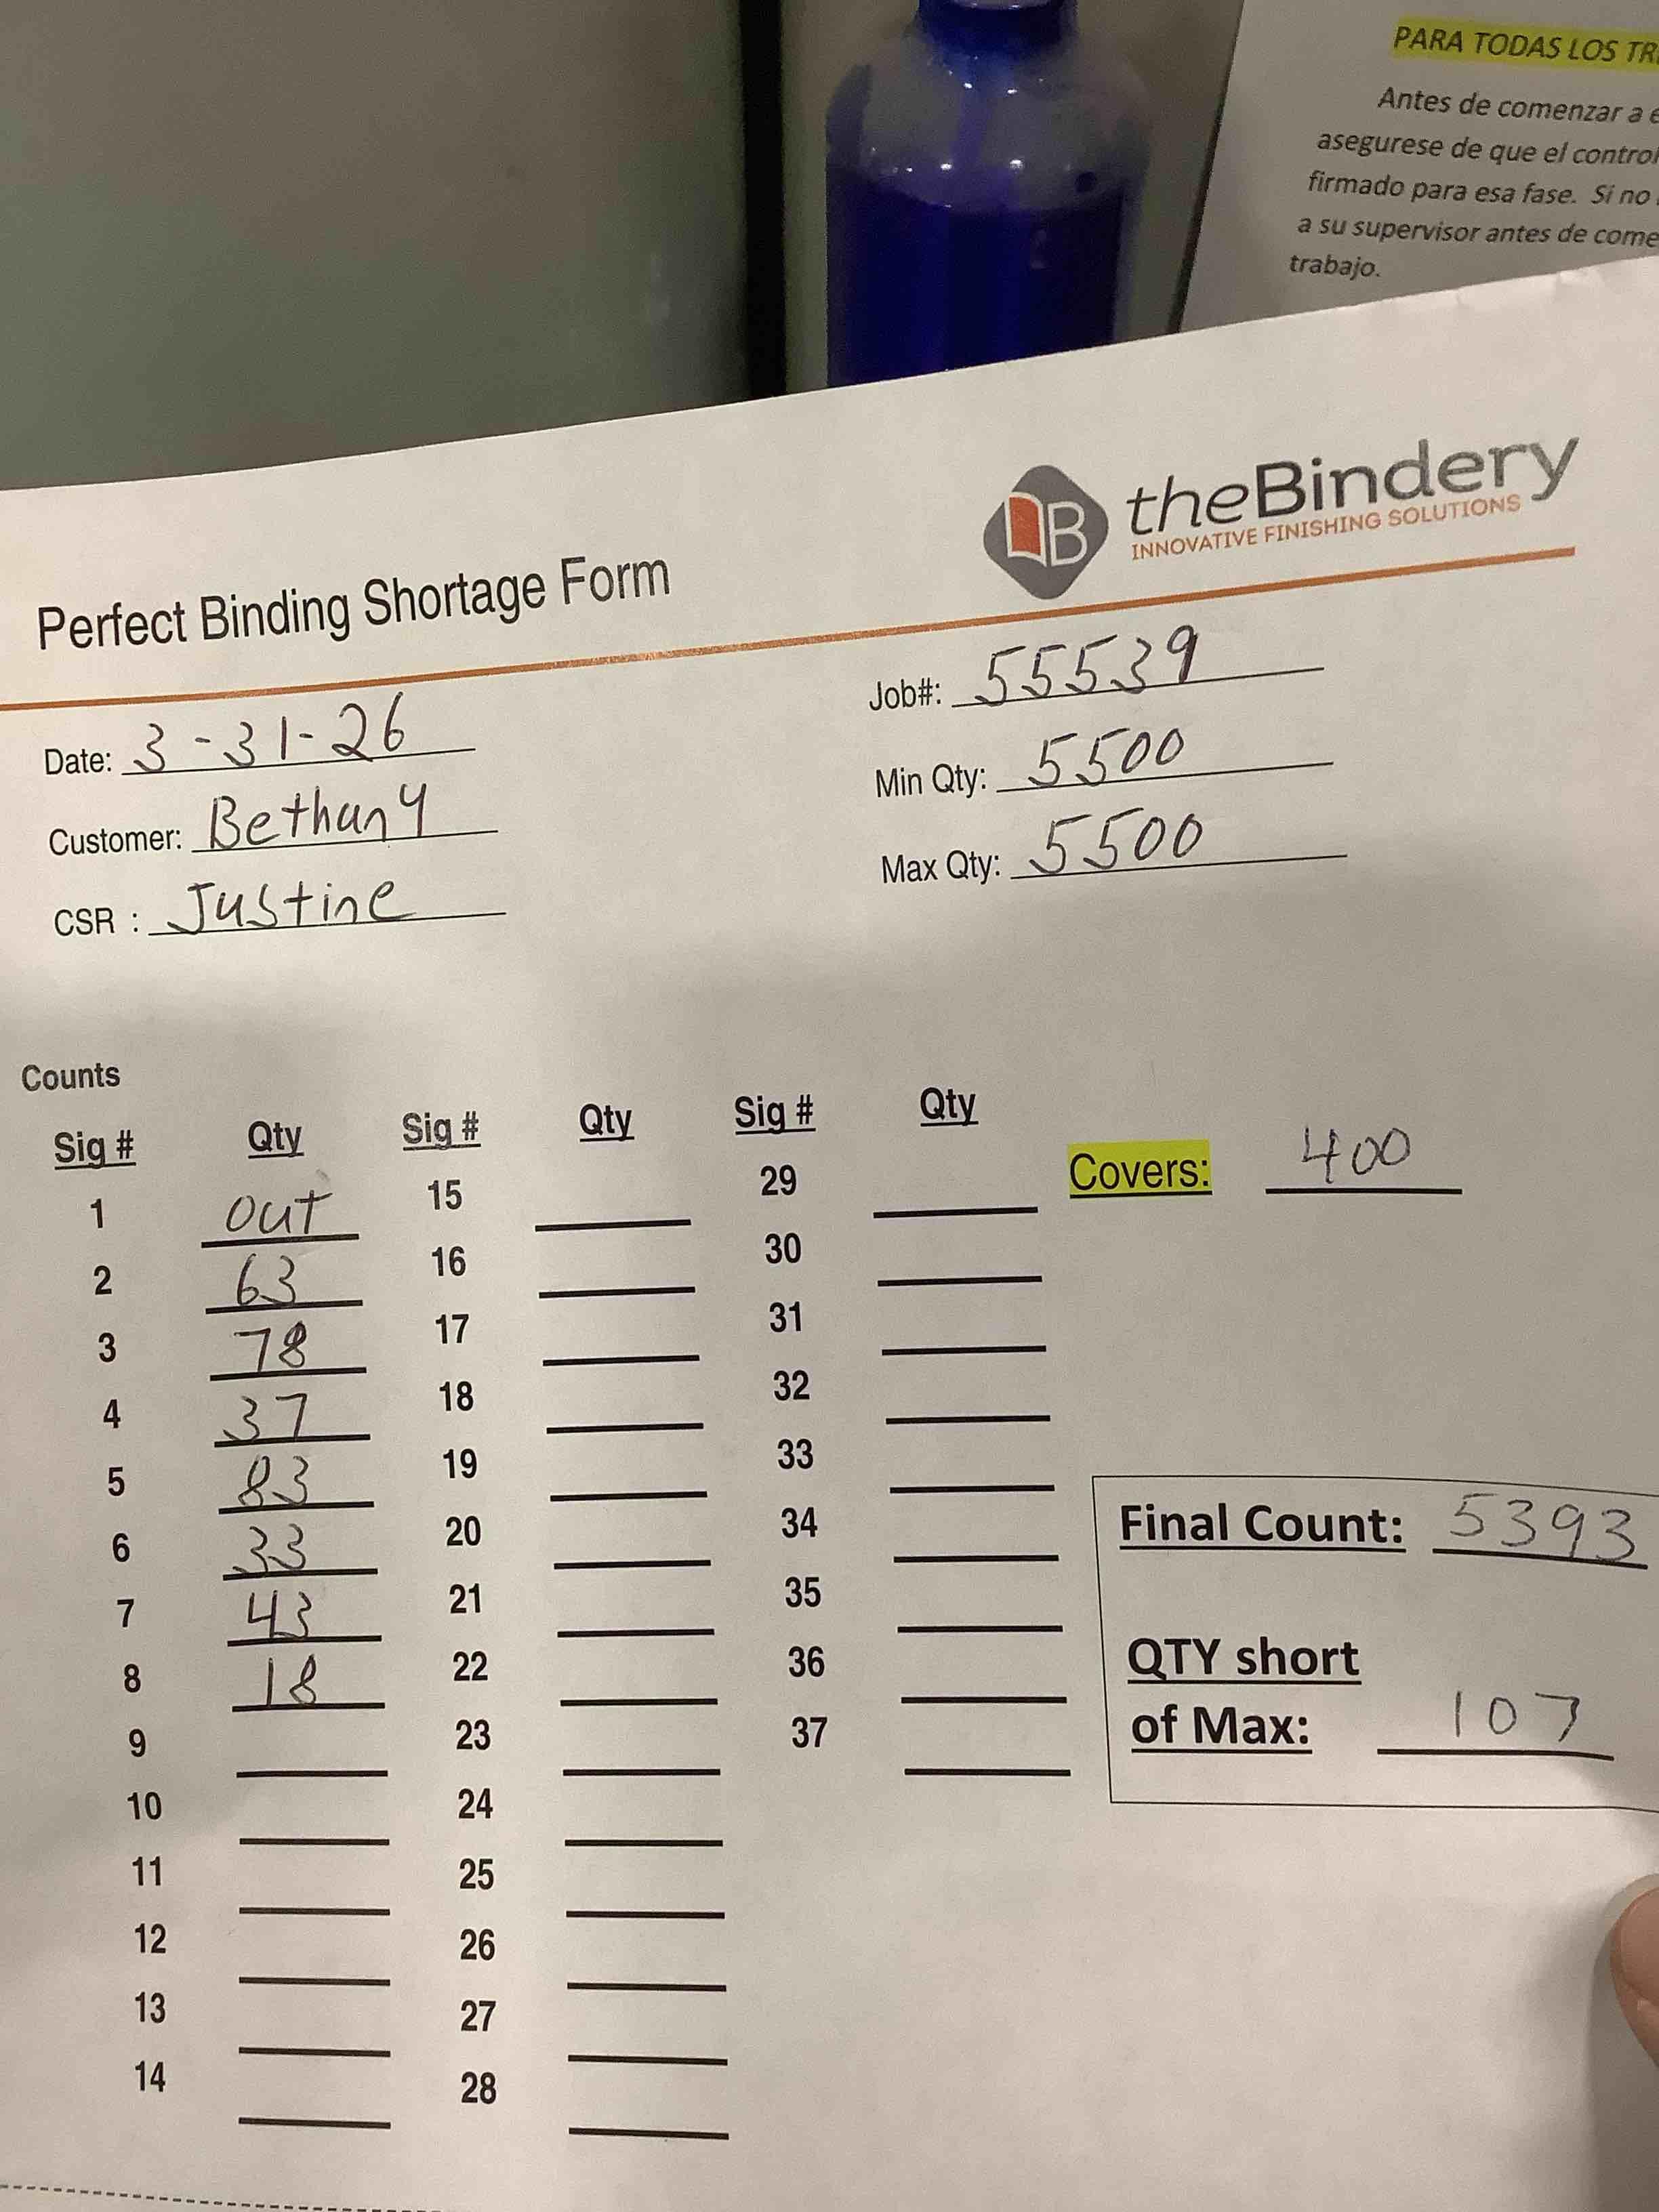 PARA TODAS LOS
Antes de comenzar a
asegurese de que el control
firmado para esa fase. Si no
a su supervisor antes de
trabajo.
theBindery
INNOVATIVE FINISHING SOLUTIONS
Perfect Binding Shortage Form
Date: 3-31-26
Customer: Bethany
CSR : Justine
Job#: 55539
Min Qty: 5500
Max Qty: 5500
Counts
Sig # Qty Sig # Qty Sig # Qty
Covers: 400
1 out 15 29
2 63 16 30
3 78 17 31
4 37 18 32
5 83 19 33
6 33 20 34
7 43 21 35
8 18 22 36
9 23 37
10 24
11 25
12 26
13 27
14 28
Final Count: 5393
QTY short
of Max: 107